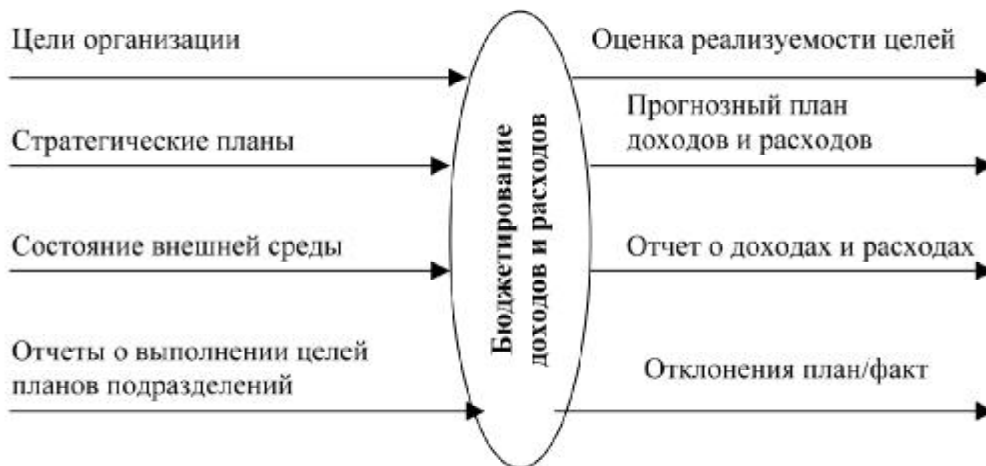 Цели организации
Стратегические планы
Состояние внешней среды
Отчеты о выполнении целей
планов подразделений
Бюджетирование
доходов и расходов
Оценка реализуемости целей
Прогнозный план
доходов и расходов
Отчет о доходах и расходах
Отклонения план/факт